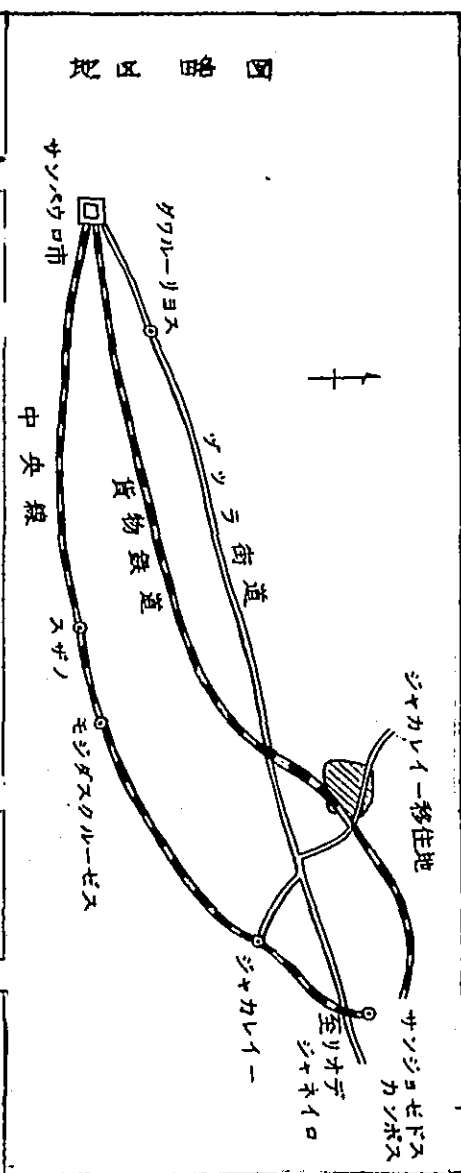 地区略図
サンパウロ市
グワルーリョス
ヅツラ街道
貨物鉄道
中央線
スザノ
モジダスクルーゼス
ジャカレイー移住地
ジャカレイー
至リオデ
ジャネイロ
サンジョゼドス
カンポス